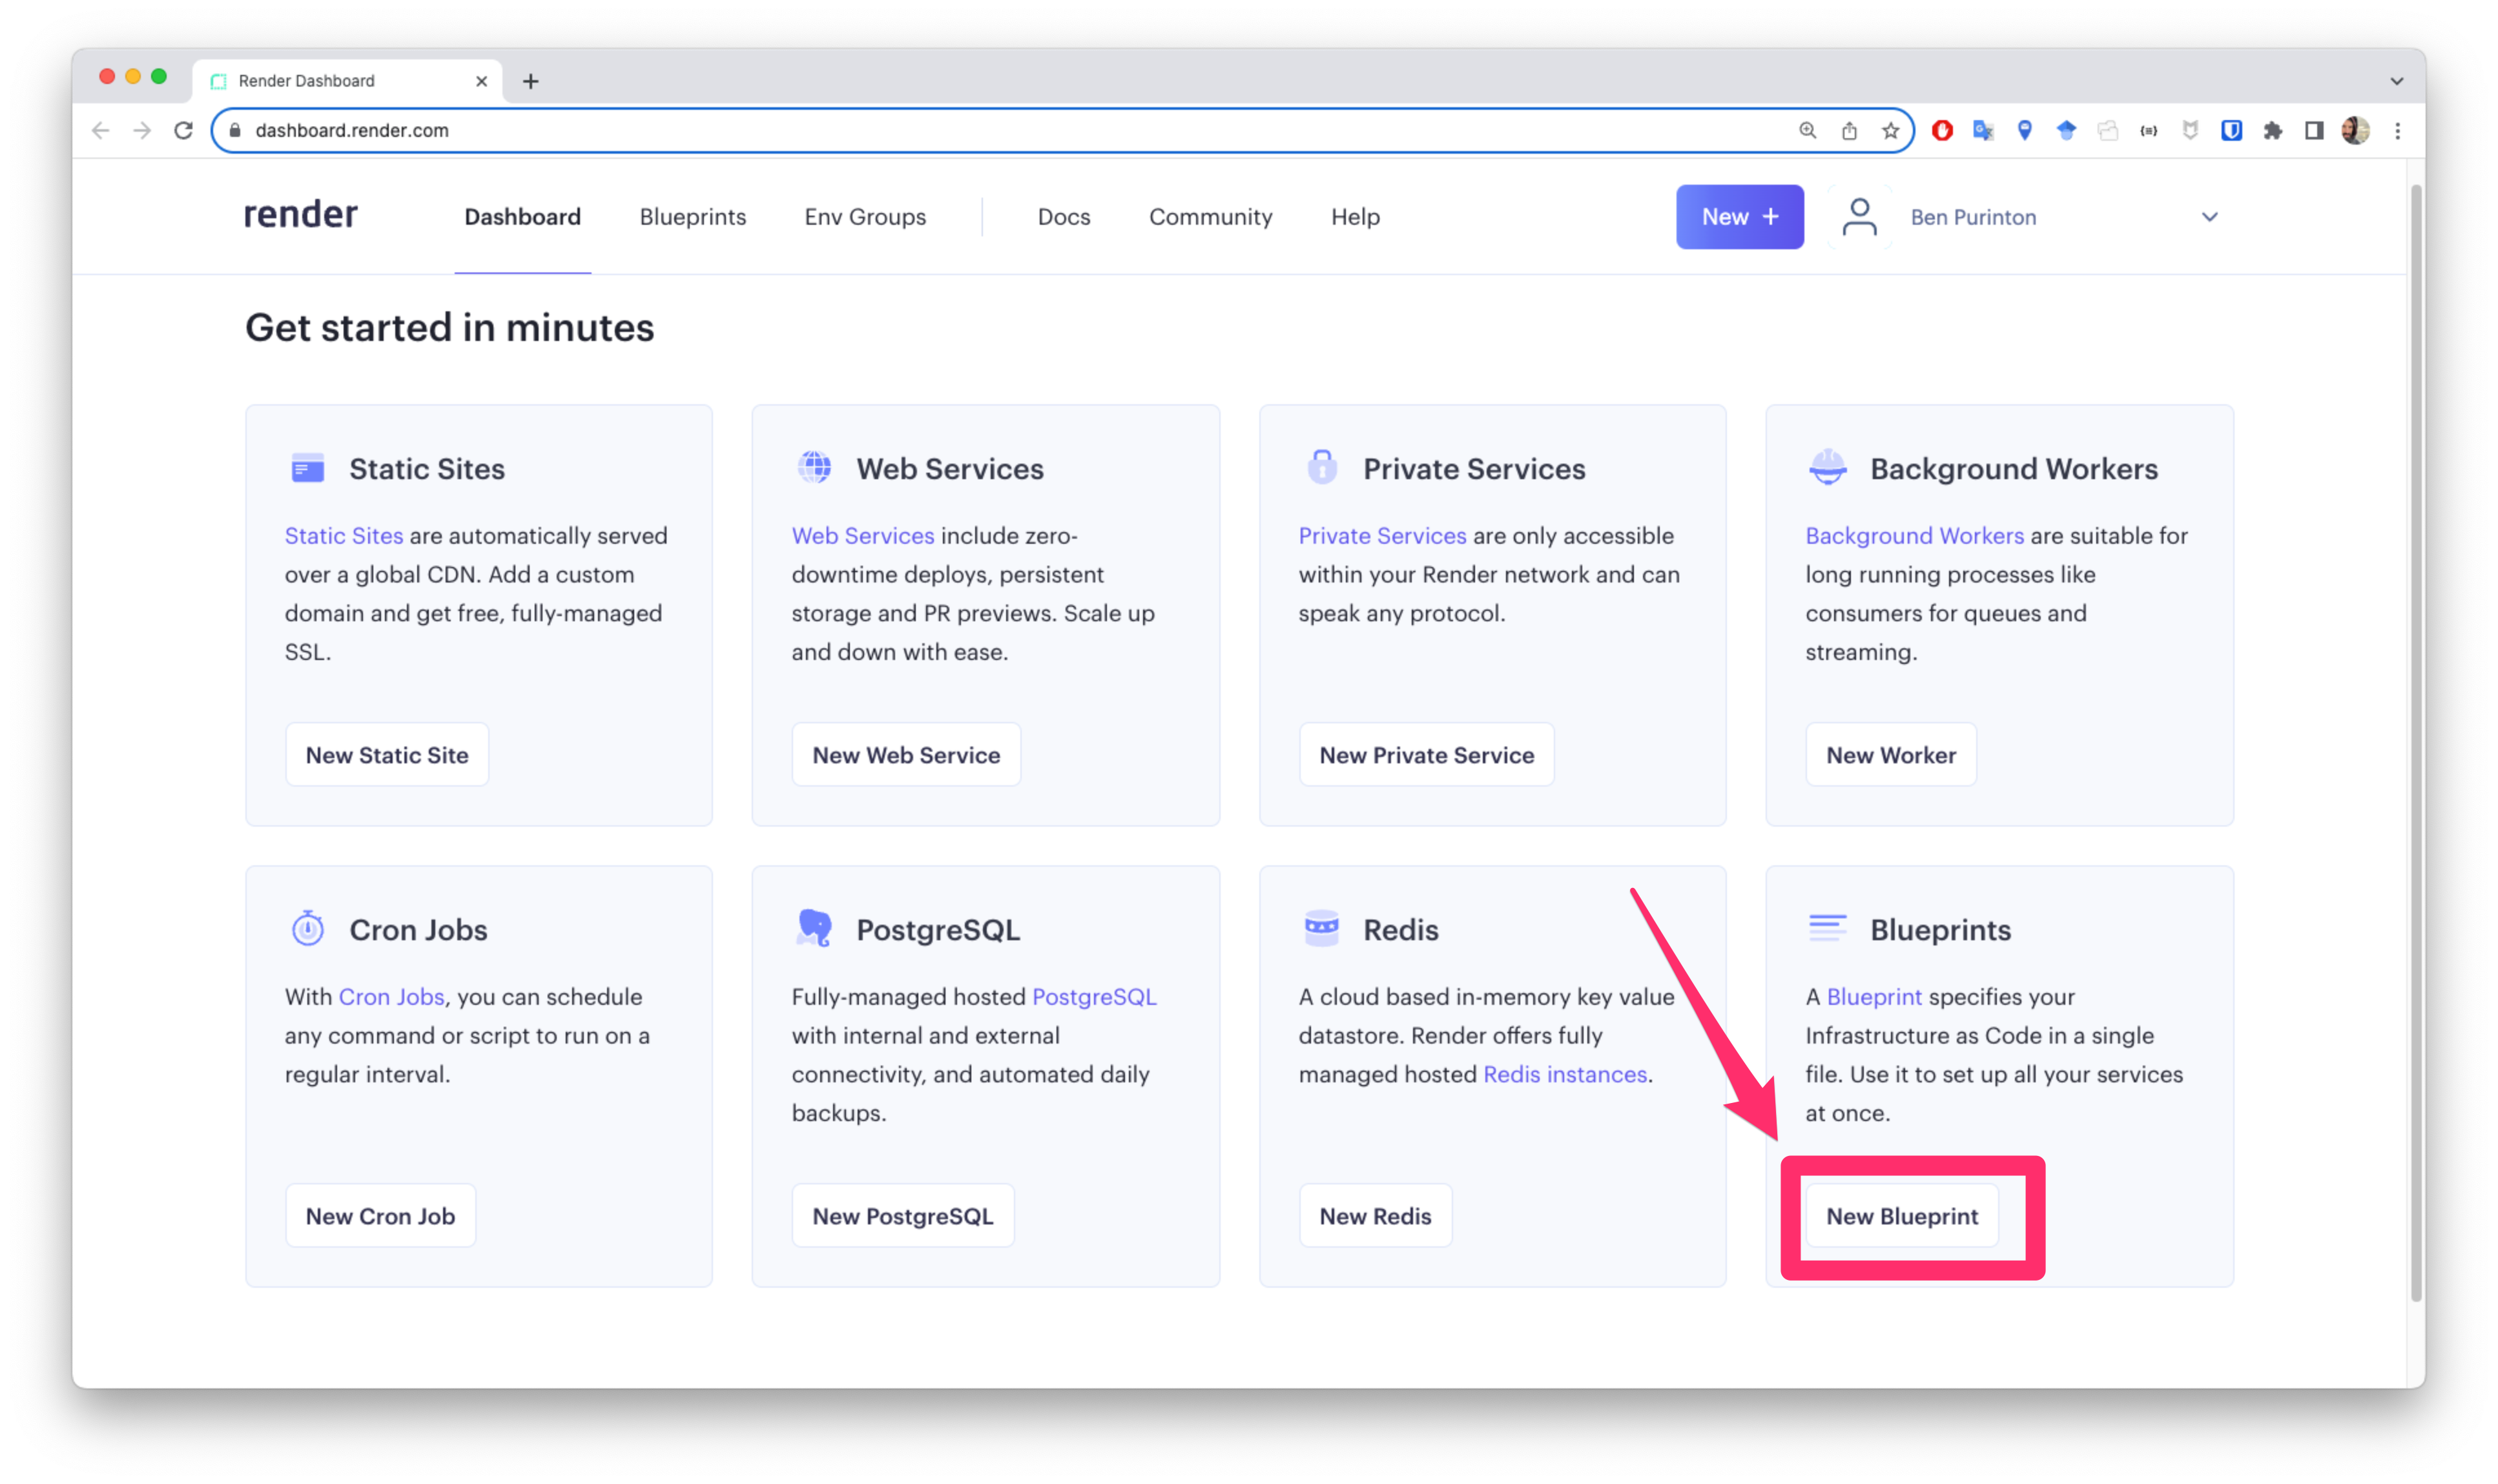 Render Dashboard
dashboard.render.com
render Dashboard Blueprints Env Groups Docs Community Help New + Ben Purinton
Get started in minutes
Static Sites
Static Sites are automatically served
over a global CDN. Add a custom
domain and get free, fully-managed
SSL.
New Static Site
Web Services
Web Services include zero-
downtime deploys, persistent
storage and PR previews. Scale up
and down with ease.
New Web Service
Private Services
Private Services are only accessible
within your Render network and can
speak any protocol.
New Private Service
Background Workers
Background Workers are suitable for
long running processes like
consumers for queues and
streaming.
New Worker
Cron Jobs
With Cron Jobs, you can schedule
any command or script to run on a
regular interval.
New Cron Job
PostgreSQL
Fully-managed hosted PostgreSQL
with internal and external
connectivity, and automated daily
backups.
New PostgreSQL
Redis
A cloud based in-memory key value
datastore. Render offers fully
managed hosted Redis instances.
New Redis
Blueprints
A Blueprint specifies your
Infrastructure as Code in a single
file. Use it to set up all your services
at once.
New Blueprint